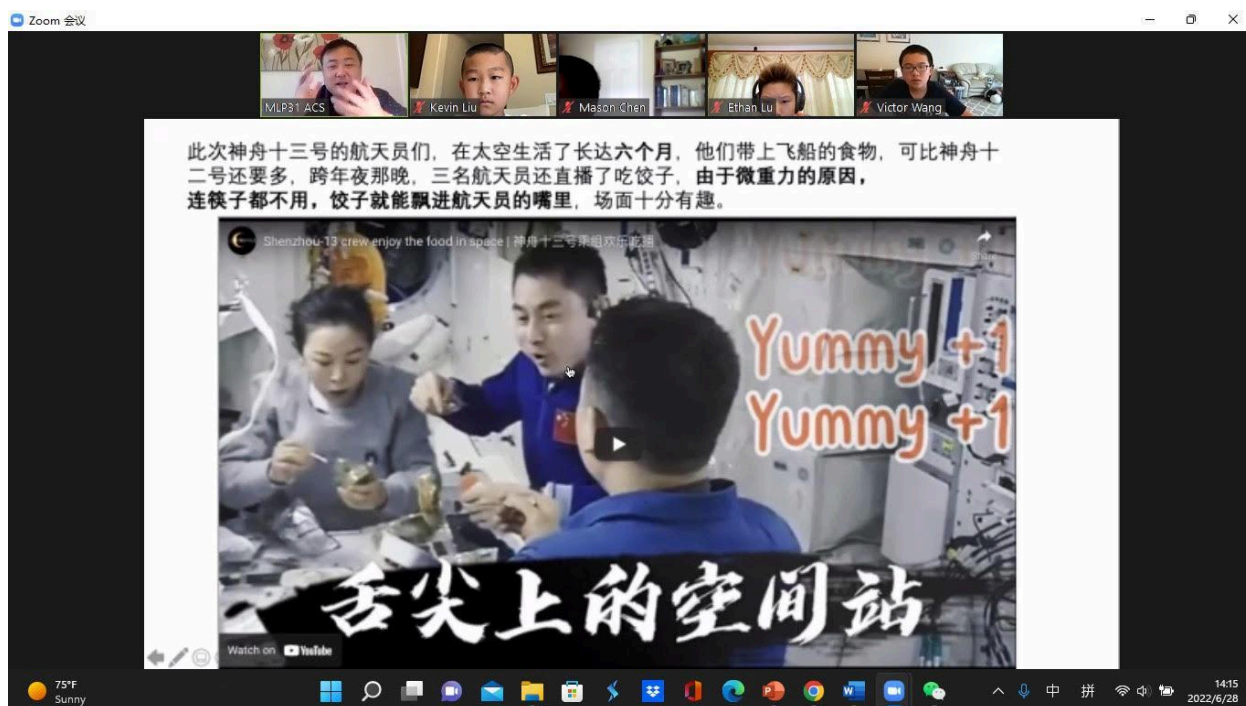 Zoom 会议
MLP31 ACS
Kevin Liu
Mason Chen
Ethan Lu
Victor Wang
此次神舟十三号的航天员们，在太空生活了长达六个月，他们带上飞船的食物，可比神舟十
二号还要多，跨年夜那晚，三名航天员还直播了吃饺子，由于微重力的原因，
连筷子都不用，饺子就能飘进航天员的嘴里，场面十分有趣。
Shenzhou-13 crew enjoy the food in space | 神舟十三号乘组欢乐吃播
Share
Yummy +1
Yummy +1
舌尖上的空间站
Watch on YouTube
75°F
Sunny
中
拼
14:15
2022/6/28